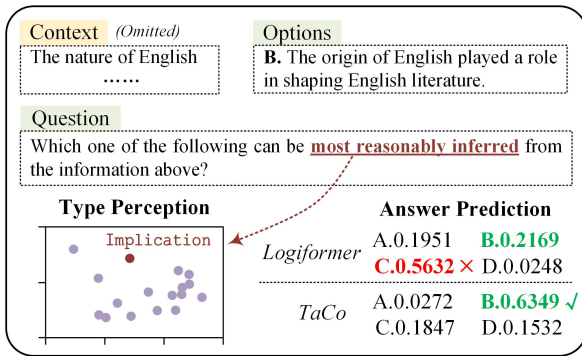 Context (Omitted)
The nature of English
······
Options
B. The origin of English played a role
in shaping English literature.
Question
Which one of the following can be most reasonably inferred from
the information above?
Type Perception
Implication
Answer Prediction
Logiformer
A.0.1951 B.0.2169
C.0.5632 × D.0.0248
TaCo
A.0.0272 B.0.6349 √
C.0.1847 D.0.1532